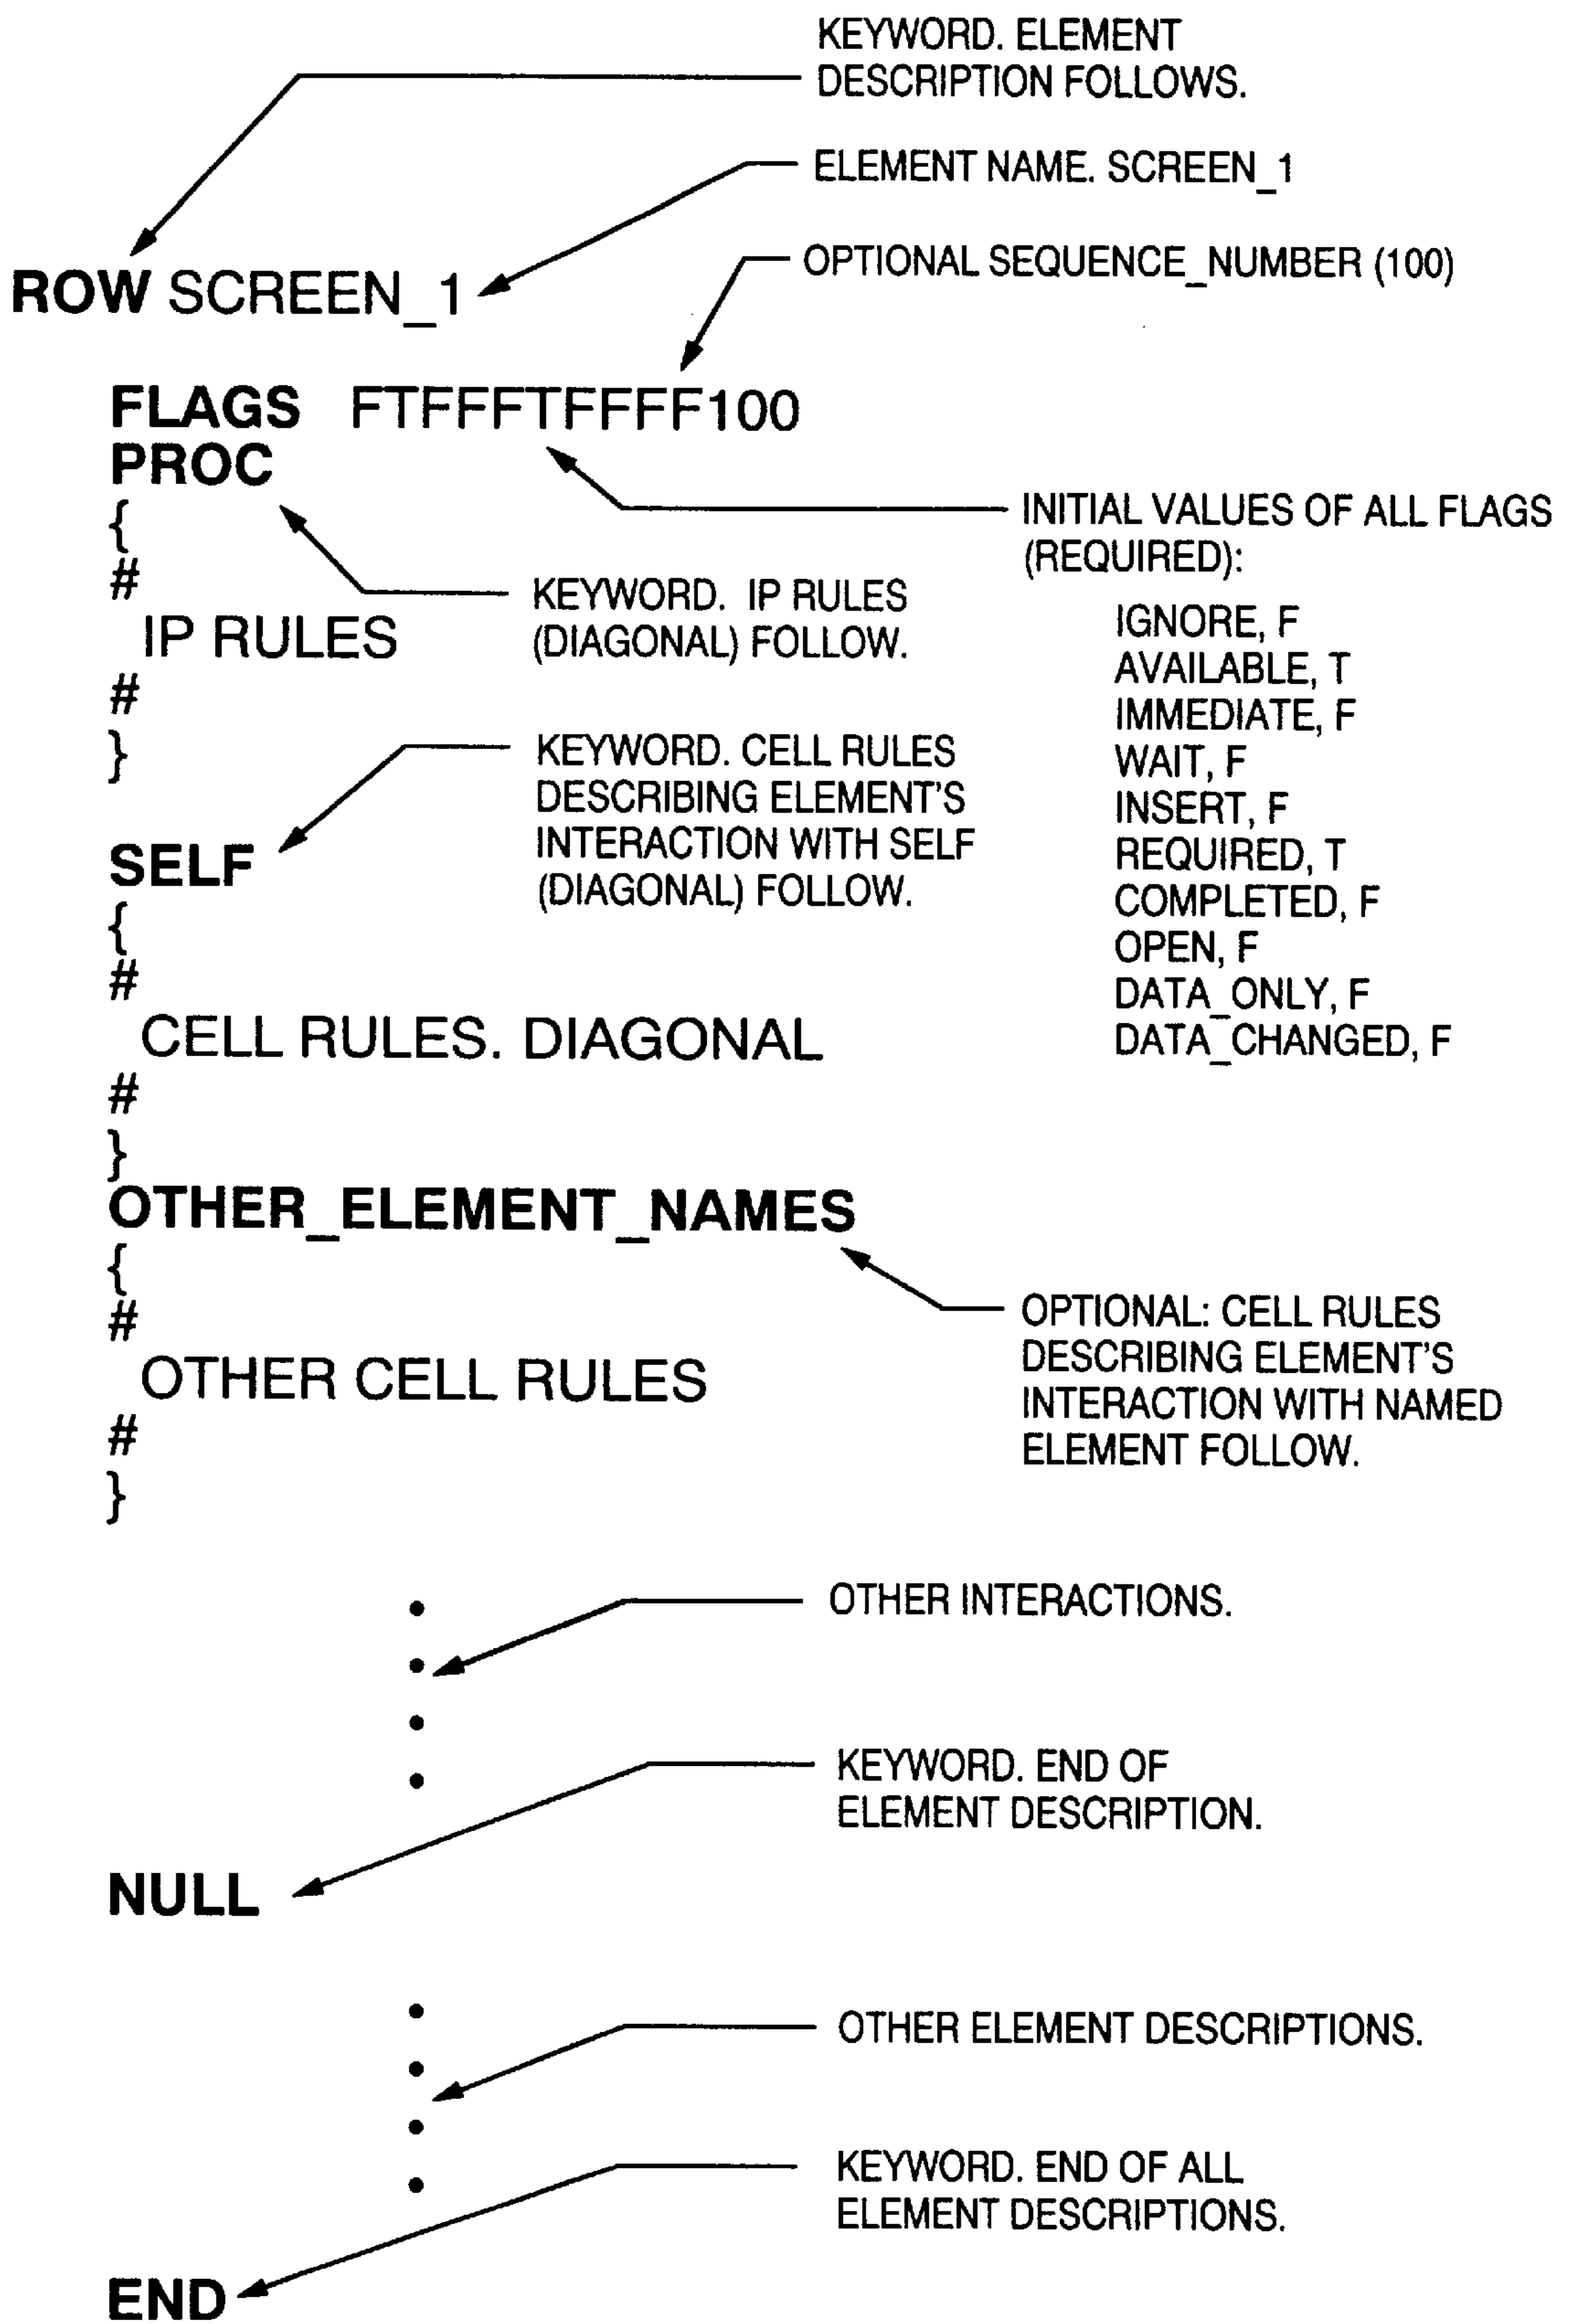 KEYWORD. ELEMENT
DESCRIPTION FOLLOWS.
ELEMENT NAME. SCREEN_1
OPTIONAL SEQUENCE_NUMBER (100)
ROW SCREEN_1
FLAGS FTFFFTFFFF100
PROC
{
#
IP RULES
#
}
INITIAL VALUES OF ALL FLAGS
(REQUIRED):
IGNORE, F
AVAILABLE, T
IMMEDIATE, F
WAIT, F
INSERT, F
REQUIRED, T
COMPLETED, F
OPEN, F
DATA_ONLY, F
DATA_CHANGED, F
KEYWORD. IP RULES
(DIAGONAL) FOLLOW.
KEYWORD. CELL RULES
DESCRIBING ELEMENT'S
INTERACTION WITH SELF
(DIAGONAL) FOLLOW.
SELF
{
#
CELL RULES. DIAGONAL
#
}
OTHER_ELEMENT_NAMES
{
#
OTHER CELL RULES
#
}
OPTIONAL: CELL RULES
DESCRIBING ELEMENT'S
INTERACTION WITH NAMED
ELEMENT FOLLOW.
OTHER INTERACTIONS.
KEYWORD. END OF
ELEMENT DESCRIPTION.
NULL
OTHER ELEMENT DESCRIPTIONS.
KEYWORD. END OF ALL
ELEMENT DESCRIPTIONS.
END